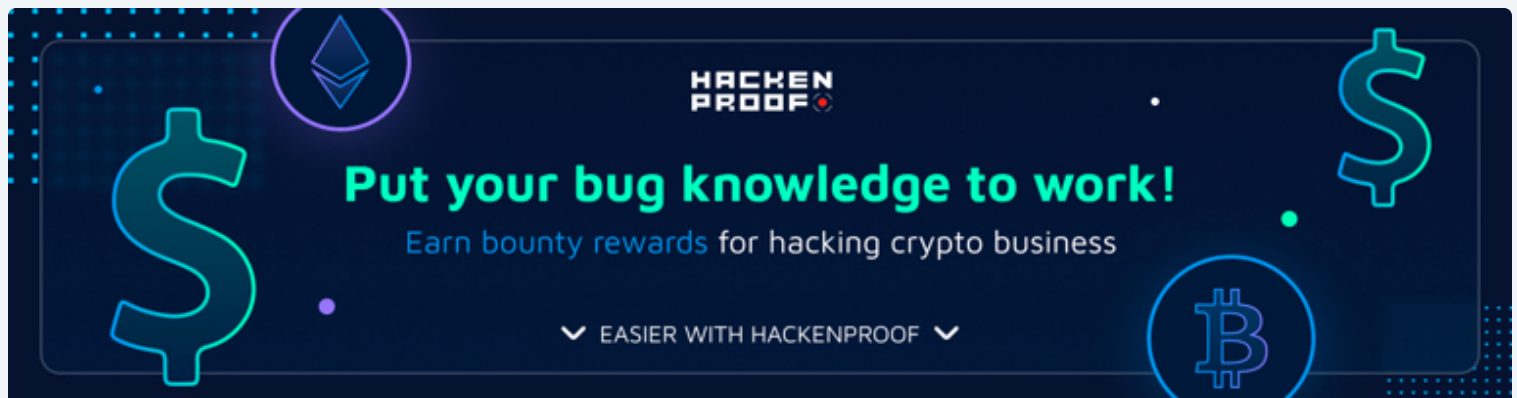 HACKEN
PROOF
Put your bug knowledge to work!
Earn bounty rewards for hacking crypto business
EASIER WITH HACKENPROOF